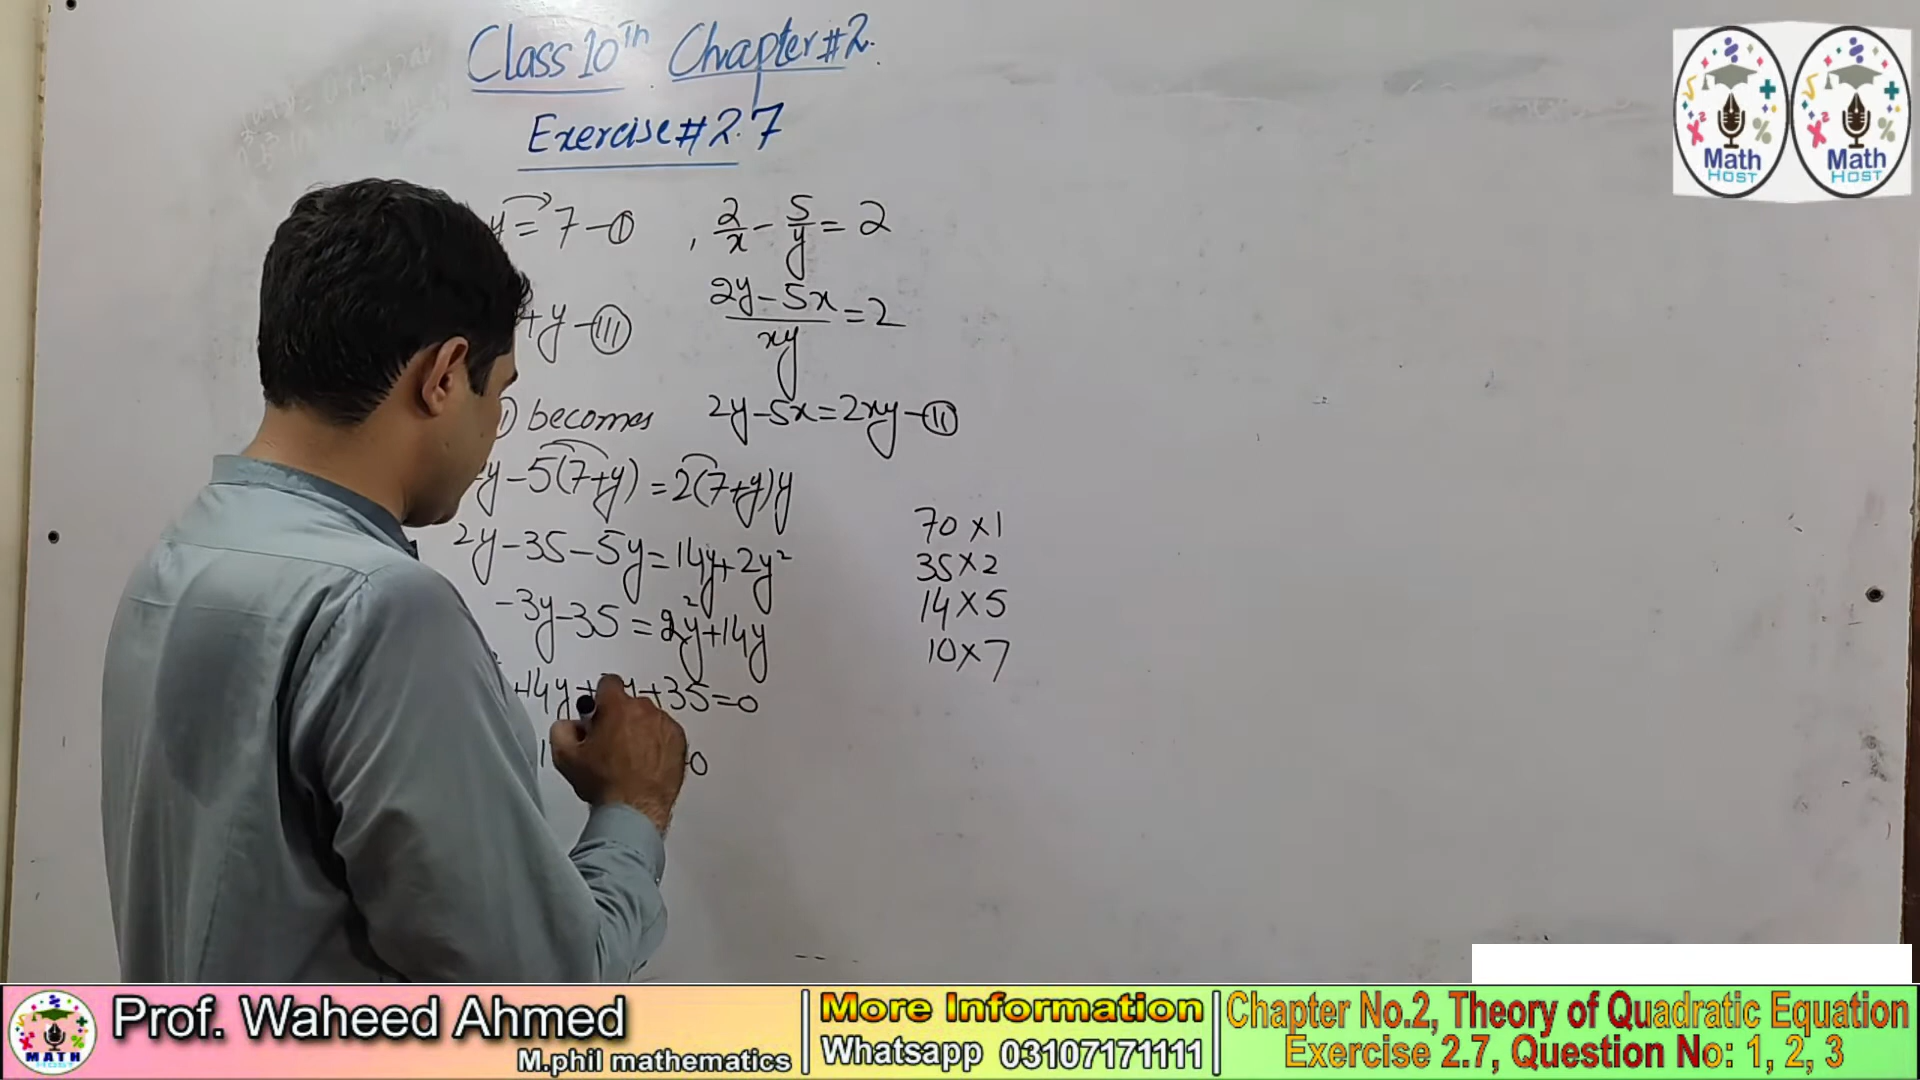 Class 10th Chapter #2.
Exercise #2.7
y = 7 - I , 2/x - 5/y = 2
+y - III
(2y - 5x)/xy = 2
becomes
2y - 5x = 2xy - II
y - 5(7+y) = 2(7+y)y
2y - 35 - 5y = 14y + 2y²
-3y - 35 = 2y² + 14y
+14y + y + 35 = 0
0
70 × 1
35 × 2
14 × 5
10 × 7
Math
HOST
Math
HOST
MATH
HOST
Prof. Waheed Ahmed
M.phil mathematics
More Information
Whatsapp 03107171111
Chapter No.2, Theory of Quadratic Equation
Exercise 2.7, Question No: 1, 2, 3